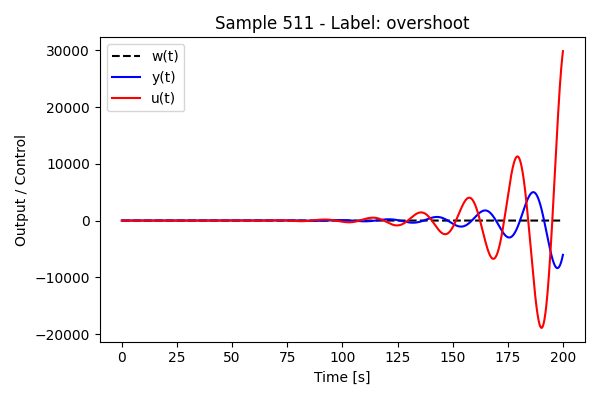 Sample 511 - Label: overshoot
w(t)
y(t)
u(t)
Output / Control
30000
20000
10000
0
−10000
−20000
0 25 50 75 100 125 150 175 200
Time [s]